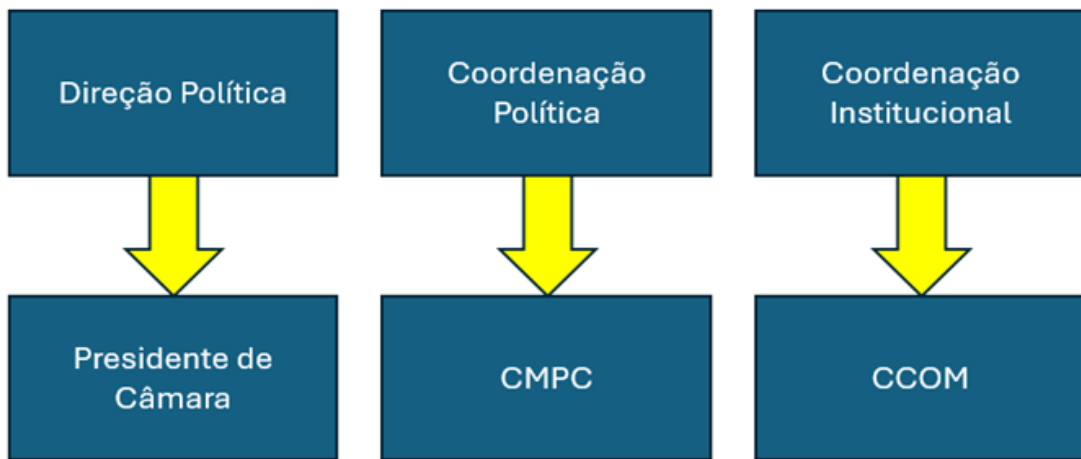 Direção Política
Coordenação
Política
Coordenação
Institucional
Presidente de
Câmara
CMPC
CCOM